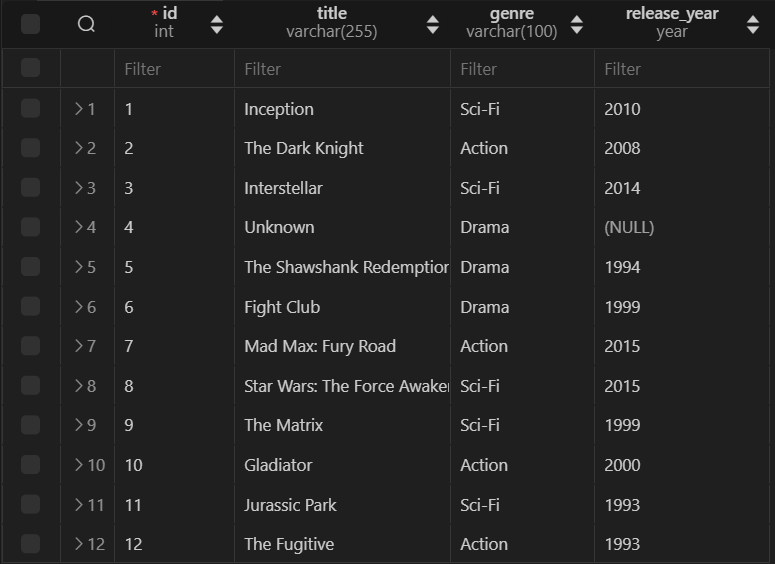 * id title genre release_year
int varchar(255) varchar(100) year
Filter Filter Filter Filter
1 1 Inception Sci-Fi 2010
2 2 The Dark Knight Action 2008
3 3 Interstellar Sci-Fi 2014
4 4 Unknown Drama (NULL)
5 5 The Shawshank Redemption Drama 1994
6 6 Fight Club Drama 1999
7 7 Mad Max: Fury Road Action 2015
8 8 Star Wars: The Force Awake Sci-Fi 2015
9 9 The Matrix Sci-Fi 1999
10 10 Gladiator Action 2000
11 11 Jurassic Park Sci-Fi 1993
12 12 The Fugitive Action 1993